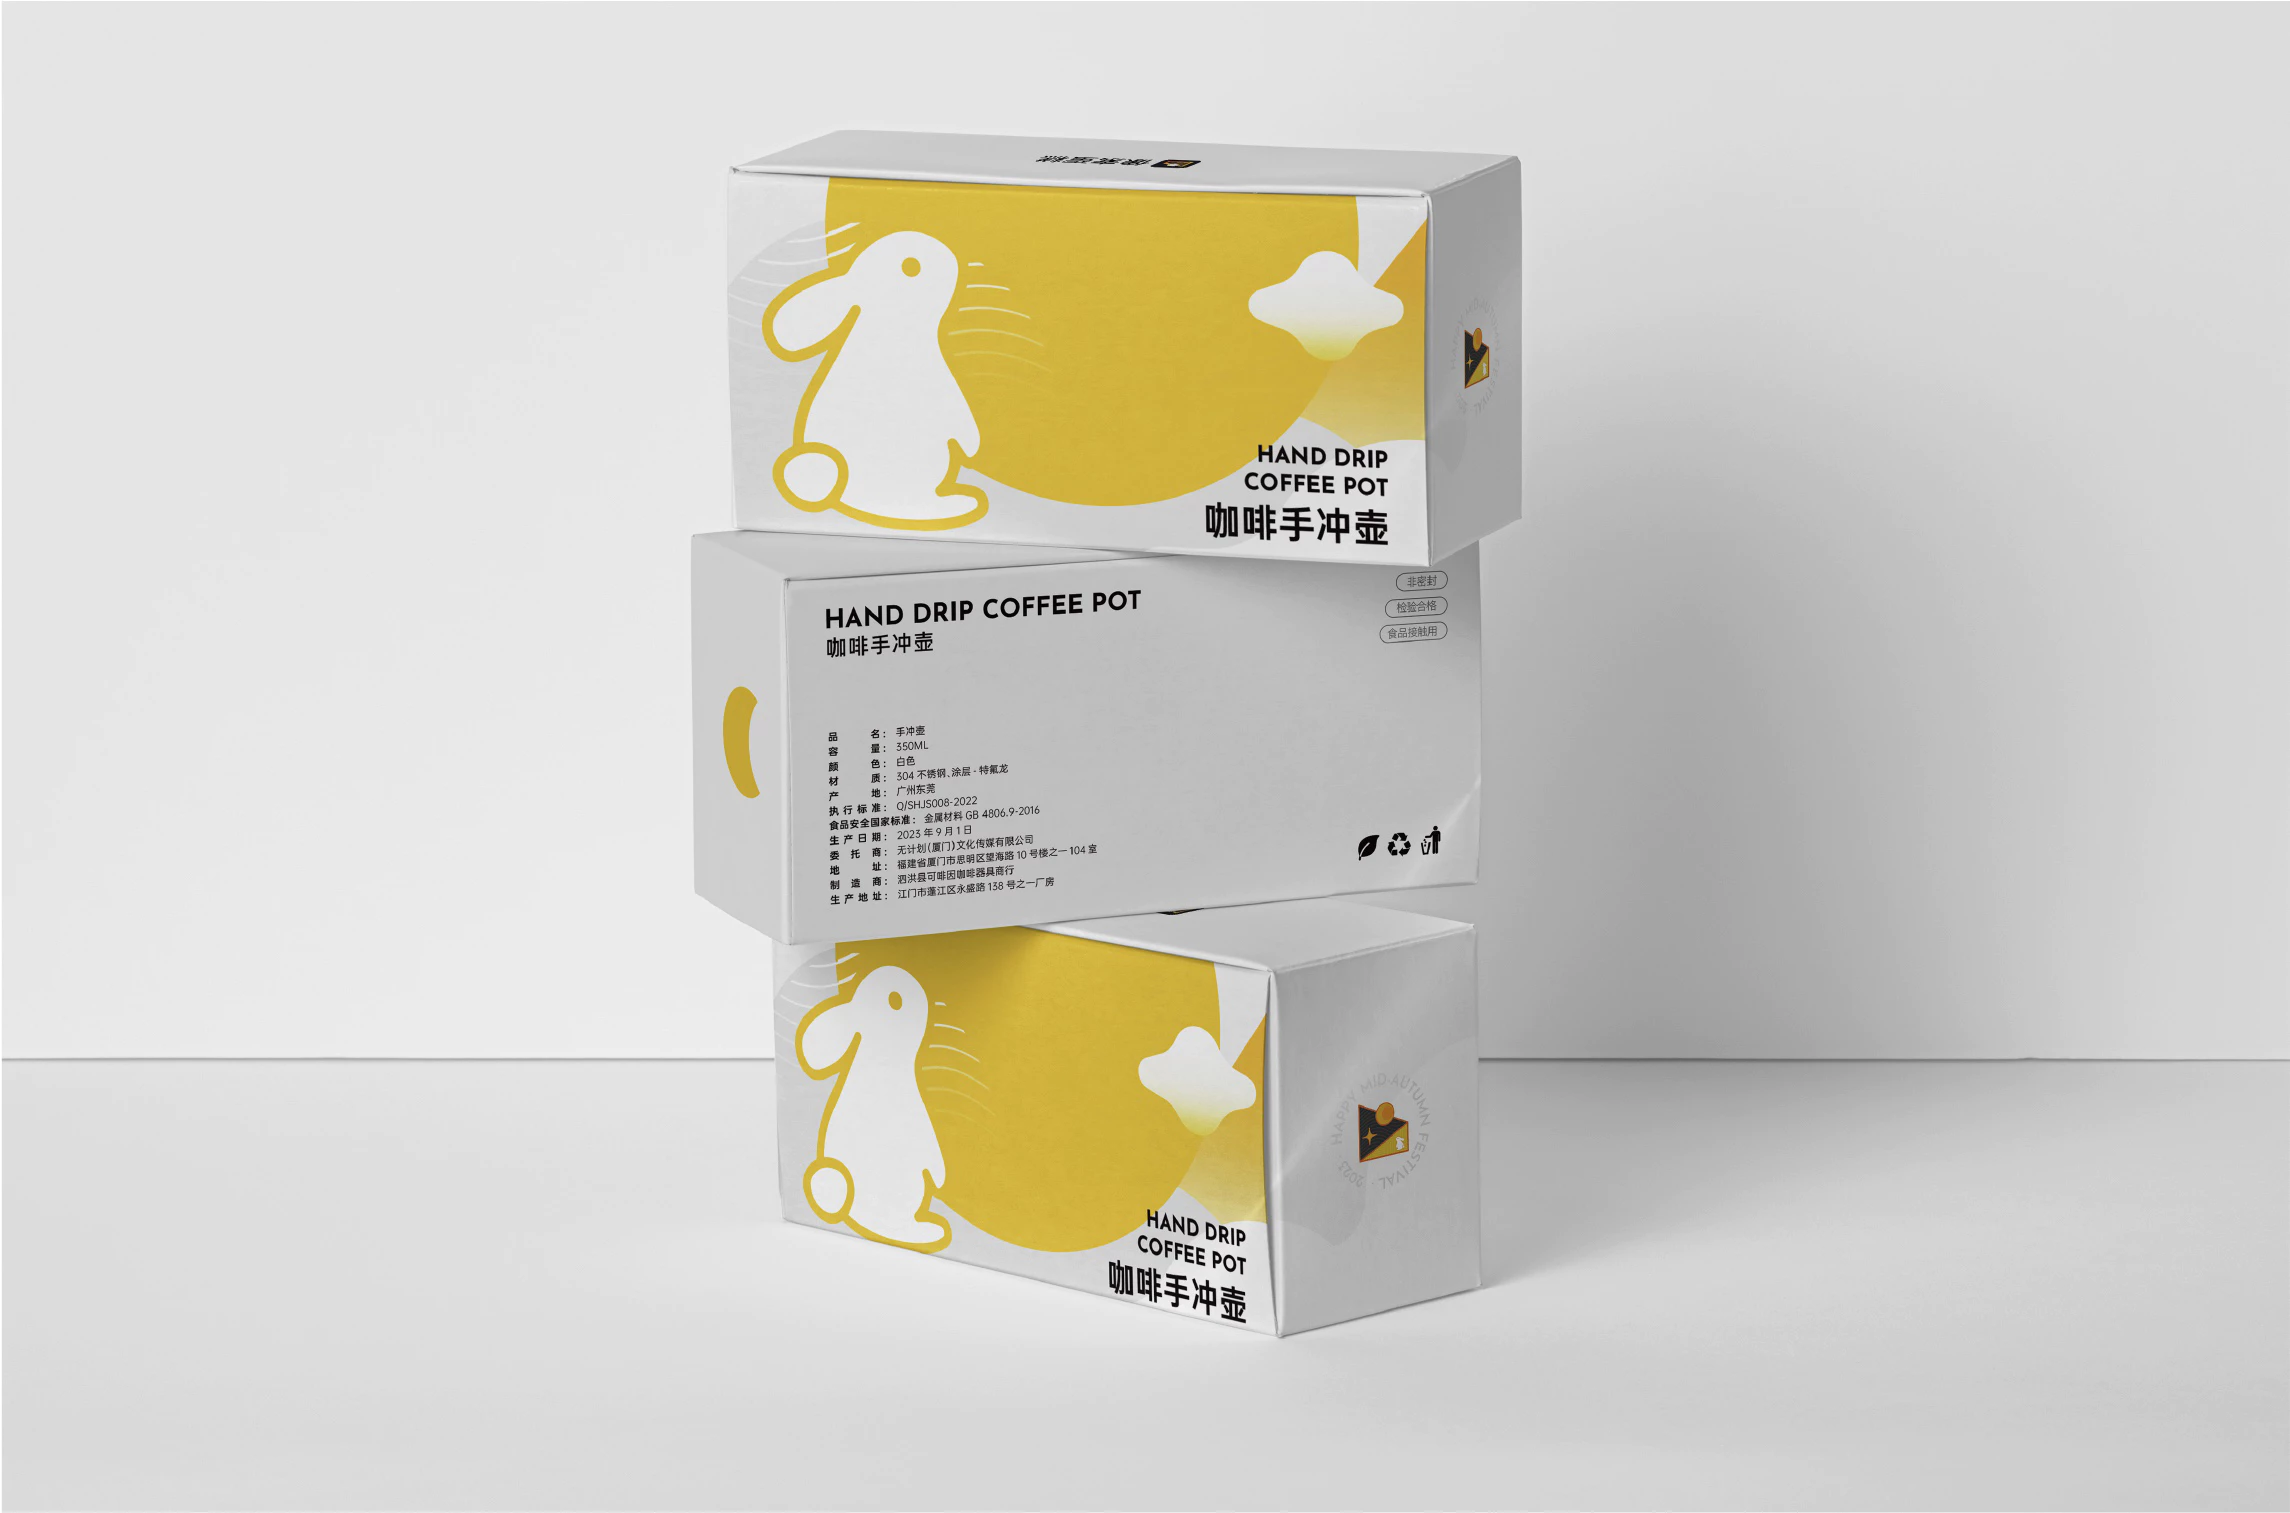 HAND DRIP
COFFEE POT
咖啡手冲壶
HAND DRIP COFFEE POT
咖啡手冲壶
非密封
检验合格
食品接触用
品名：手冲壶
容量：350ML
颜色：白色
材质：304 不锈钢、涂层 - 特氟龙
产地：广州东莞
执行标准：Q/SHJS008-2022
食品安全国家标准：金属材料 GB 4806.9-2016
生产日期：2023 年 9 月 1 日
委托商：无计划（厦门）文化传媒有限公司
地址：福建省厦门市思明区望海路 10 号楼之一 104 室
制造商：泗洪县可啡因咖啡器具商行
生产地址：江门市蓬江区永盛路 138 号之一厂房
HAND DRIP
COFFEE POT
咖啡手冲壶
HAPPY MID-AUTUMN FESTIVAL · 2023 ·